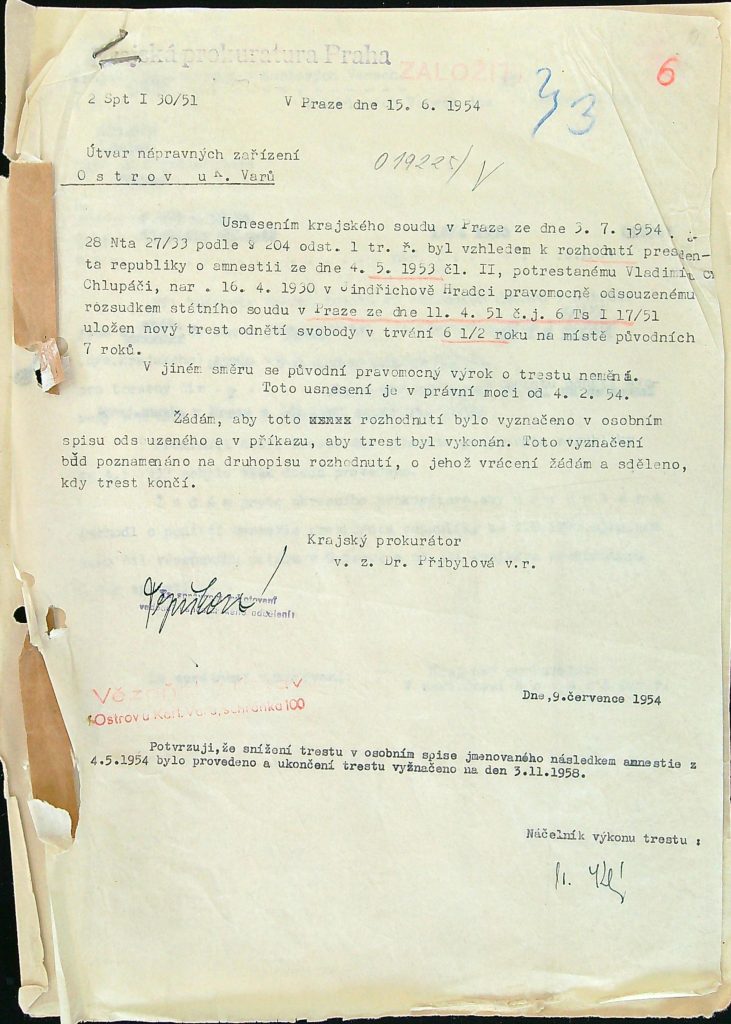 Krajská prokuratura Praha
ZALOŽIT!
6
2 Spt I 30/51 V Praze dne 15. 6. 1954
33
Útvar nápravných zařízení
Ostrov u K. Varů
019225/V
Usnesením krajského soudu v Praze ze dne 3. 7. 1954, č.
28 Nta 27/33 podle § 204 odst. 1 tr. ř. byl vzhledem k rozhodutí presiden-
ta republiky o amnestii ze dne 4. 5. 1953 čl. II, potrestanému Vladimíru
Chlupáči, nar. 16. 4. 1930 v Jindřichově Hradci pravomocně odsouzenému
rozsudkem státního soudu v Praze ze dne 11. 4. 51 č.j. 6 Ts I 17/51
uložen nový trest odnětí svobody v trvání 6 1/2 roku na místě původních
7 roků.
V jiném směru se původní pravomocný výrok o trestu nemění.
Toto usnesení je v právní moci od 4. 2. 54.
Žádám, aby toto rozhodnutí bylo vyznačeno v osobním
spisu ods uzeného a v příkazu, aby trest byl vykonán. Toto vyznačení
bůd poznamenáno na druhopisu rozhodnutí, o jehož vrácení žádám a sděleno,
kdy trest končí.
Krajský prokurátor
v. z. Dr. Přibylová v.r.
Dne,9.července 1954
Ostrov u Karl. Varů, schránka 100
Potvrzuji,že snížení trestu v osobním spise jmenovaného následkem amnestie z
4.5.1954 bylo provedeno a ukončení trestu vyžnačeno na den 3.11.1958.
Náčelník výkonu trestu :